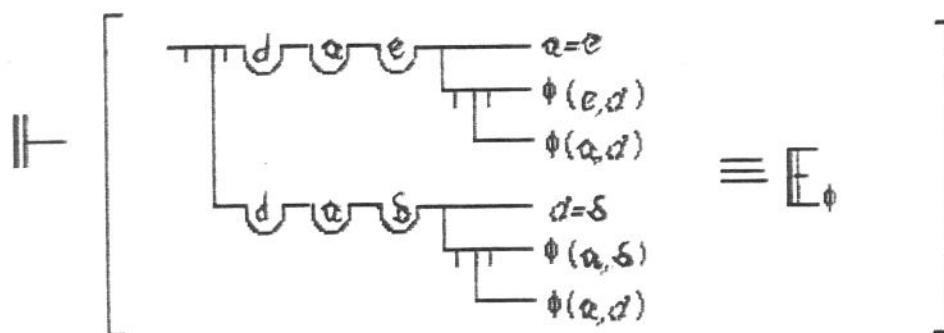 𝔡 𝔞 𝔢 𝔞=𝔢
ϕ(𝔢,𝔡)
ϕ(𝔞,𝔡)
⊩ ≡ E_ϕ
𝔡 𝔞 𝔟 𝔡=𝔟
ϕ(𝔞,𝔟)
ϕ(𝔞,𝔡)